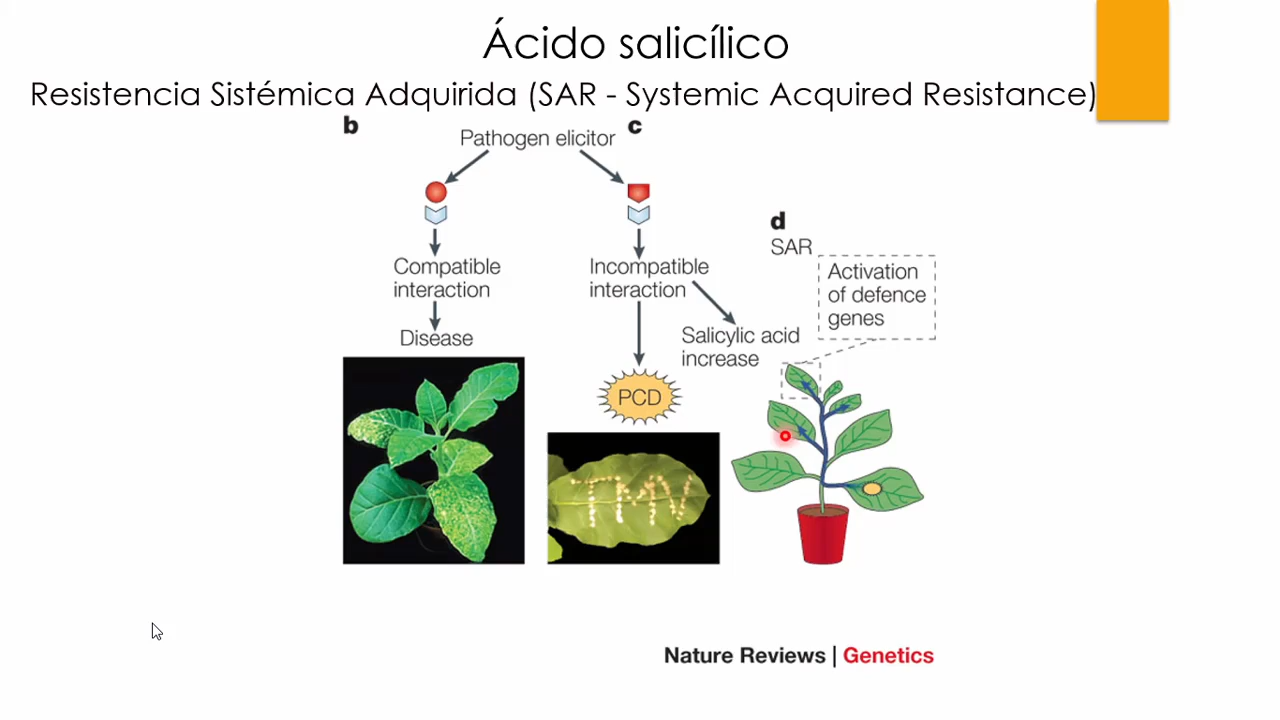 Ácido salicílico
Resistencia Sistémica Adquirida (SAR - Systemic Acquired Resistance)
b
Pathogen elicitor
c
Compatible
interaction
Disease
Incompatible
interaction
Salicylic acid
increase
PCD
TMV
d
SAR
Activation
of defence
genes
Nature Reviews | Genetics